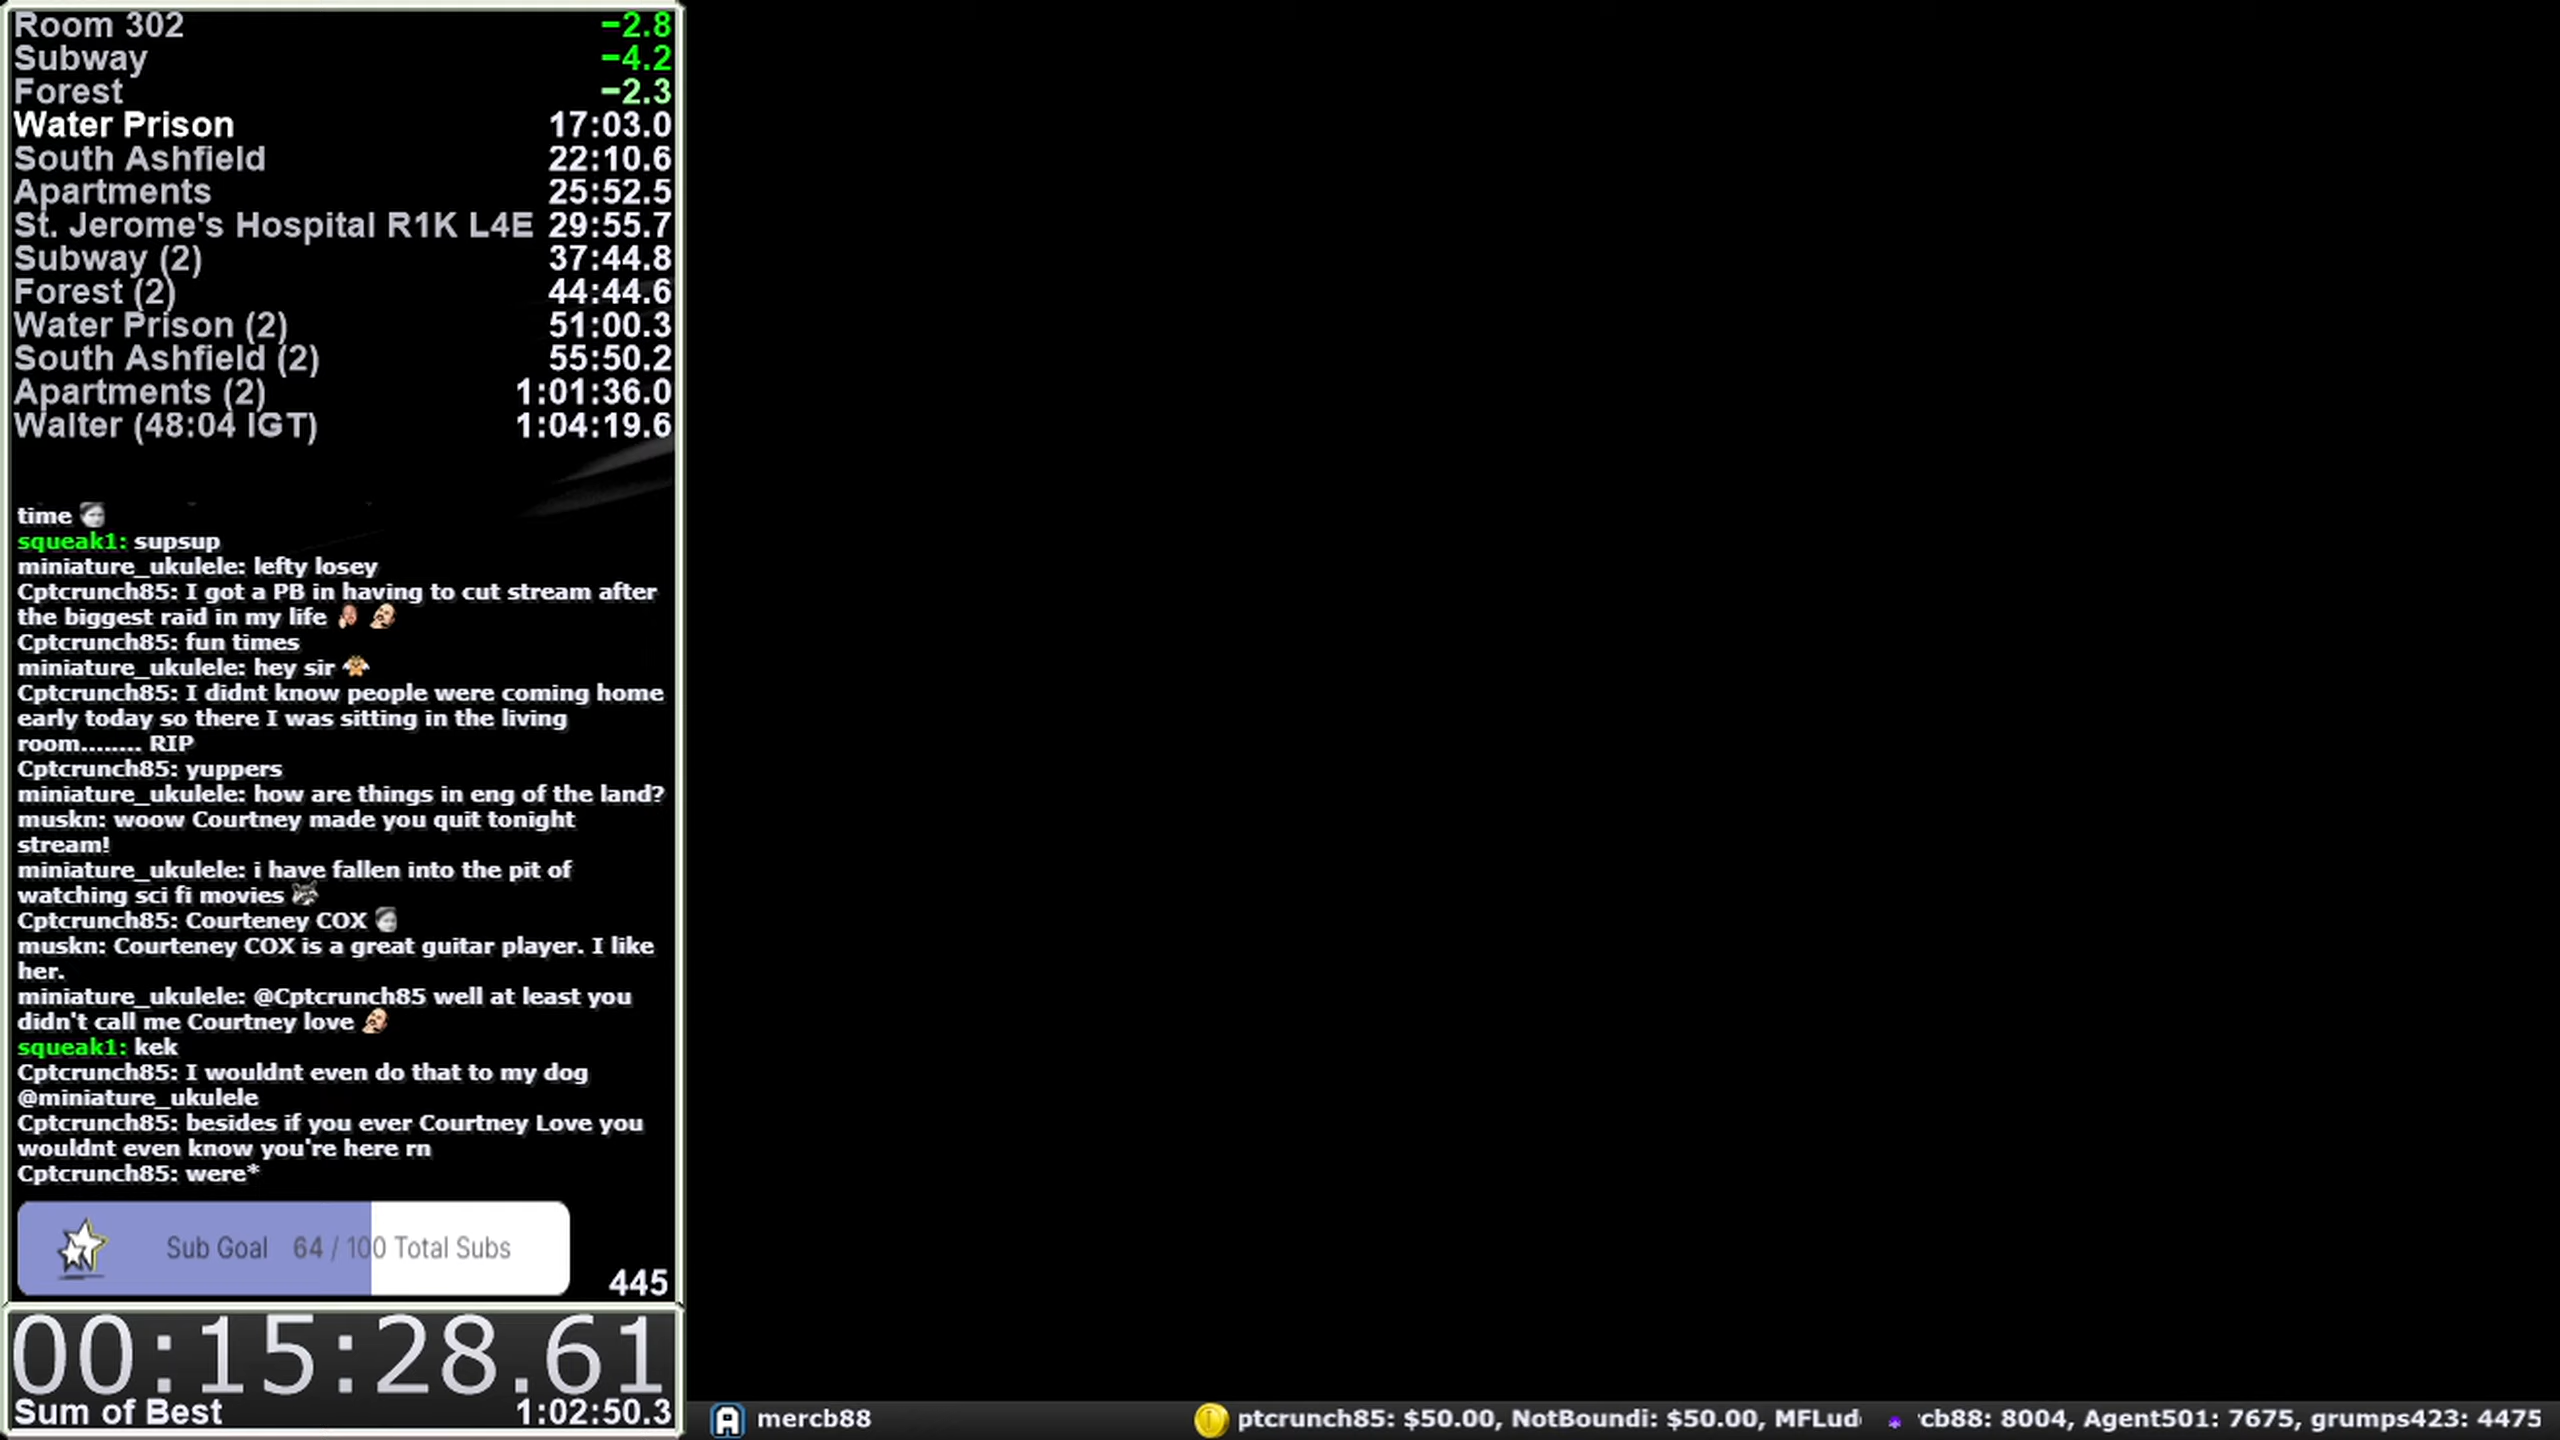 Room 302 −2.8
Subway −4.2
Forest −2.3
Water Prison 17:03.0
South Ashfield 22:10.6
Apartments 25:52.5
St. Jerome's Hospital R1K L4E 29:55.7
Subway (2) 37:44.8
Forest (2) 44:44.6
Water Prison (2) 51:00.3
South Ashfield (2) 55:50.2
Apartments (2) 1:01:36.0
Walter (48:04 IGT) 1:04:19.6
time
squeak1: supsup
miniature_ukulele: lefty losey
Cptcrunch85: I got a PB in having to cut stream after
the biggest raid in my life
Cptcrunch85: fun times
miniature_ukulele: hey sir
Cptcrunch85: I didnt know people were coming home
early today so there I was sitting in the living
room........ RIP
Cptcrunch85: yuppers
miniature_ukulele: how are things in eng of the land?
muskn: woow Courtney made you quit tonight
stream!
miniature_ukulele: i have fallen into the pit of
watching sci fi movies
Cptcrunch85: Courteney COX
muskn: Courteney COX is a great guitar player. I like
her.
miniature_ukulele: @Cptcrunch85 well at least you
didn't call me Courtney love
squeak1: kek
Cptcrunch85: I wouldnt even do that to my dog
@miniature_ukulele
Cptcrunch85: besides if you ever Courtney Love you
wouldnt even know you're here rn
Cptcrunch85: were*
Sub Goal 64 / 100 Total Subs
445
00:15:28.61
Sum of Best 1:02:50.3
mercb88 ptcrunch85: $50.00, NotBoundi: $50.00, MFLud cb88: 8004, Agent501: 7675, grumps423: 4475